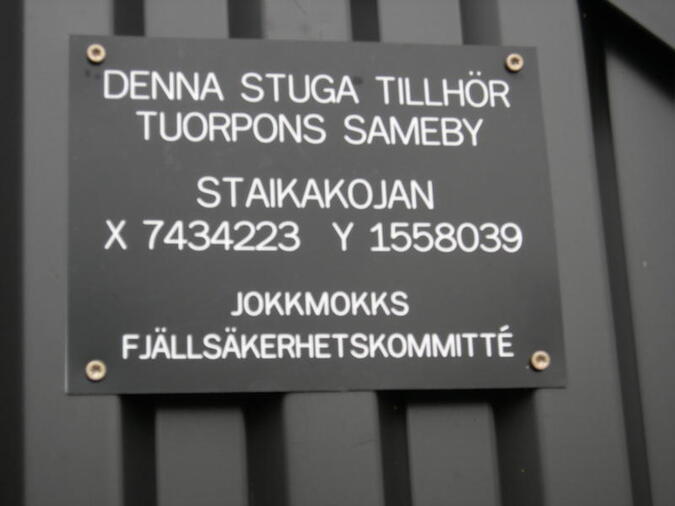 DENNA STUGA TILLHÖR
TUORPONS SAMEBY
STAIKAKOJAN
X 7434223 Y 1558039
JOKKMOKKS
FJÄLLSÄKERHETSKOMMITTÉ